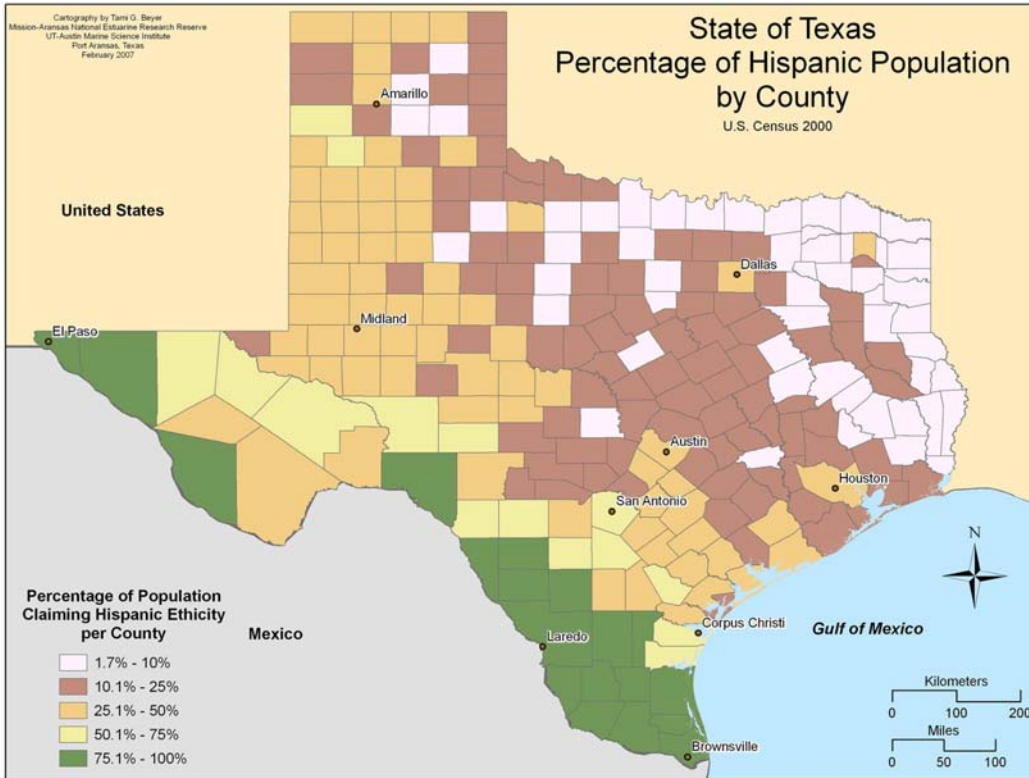 Cartography by Tami G. Beyer
Mission-Aransas National Estuarine Research Reserve
UT-Austin Marine Science Institute
Port Aransas, Texas
February 2007
State of Texas
Percentage of Hispanic Population
by County
U.S. Census 2000
Amarillo
United States
Dallas
Midland
El Paso
Austin
Houston
San Antonio
N
Percentage of Population
Claiming Hispanic Ethicity
per County
1.7% - 10%
10.1% - 25%
25.1% - 50%
50.1% - 75%
75.1% - 100%
Mexico
Laredo
Corpus Christi
Gulf of Mexico
Brownsville
Kilometers
0 100 200
Miles
0 50 100